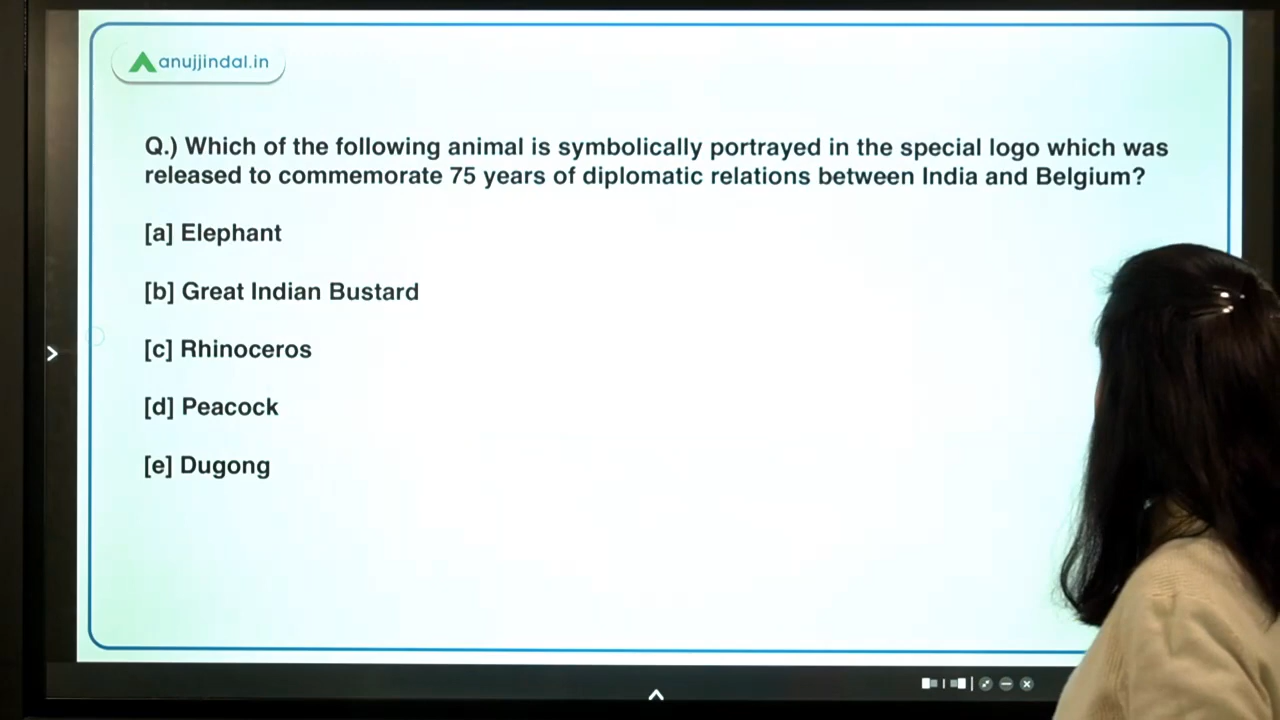 anujjindal.in
Q.) Which of the following animal is symbolically portrayed in the special logo which was
released to commemorate 75 years of diplomatic relations between India and Belgium?
[a] Elephant
[b] Great Indian Bustard
[c] Rhinoceros
[d] Peacock
[e] Dugong